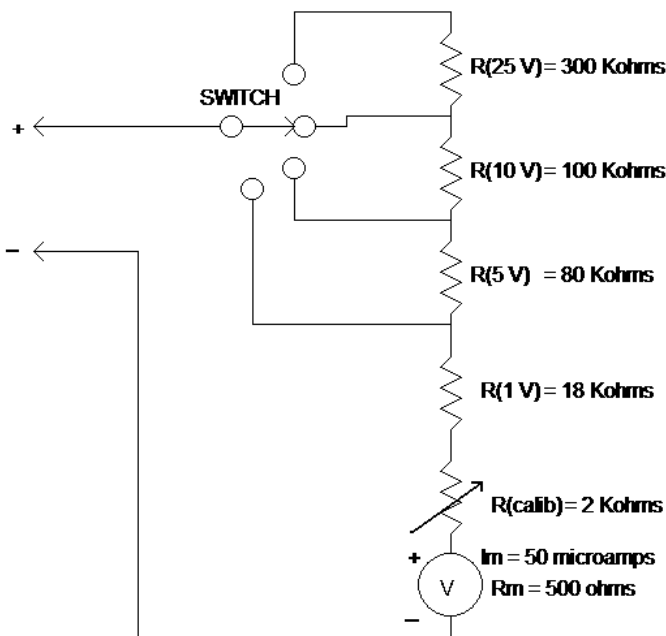 R(25 V)= 300 Kohms
SWITCH
+
R(10 V)= 100 Kohms
−
R(5 V) = 80 Kohms
R(1 V)= 18 Kohms
R(calib)= 2 Kohms
+
Im = 50 microamps
V
Rm = 500 ohms
−